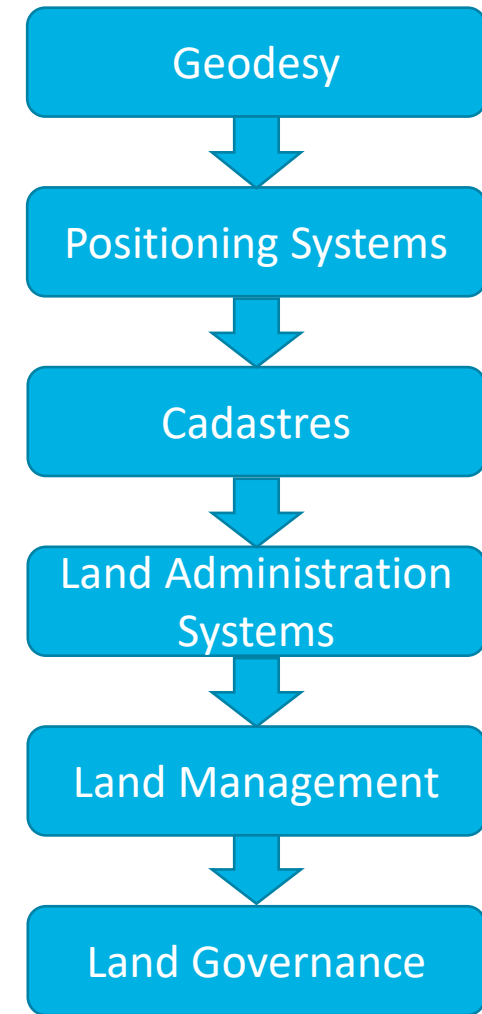 Geodesy
Positioning Systems
Cadastres
Land Administration
Systems
Land Management
Land Governance